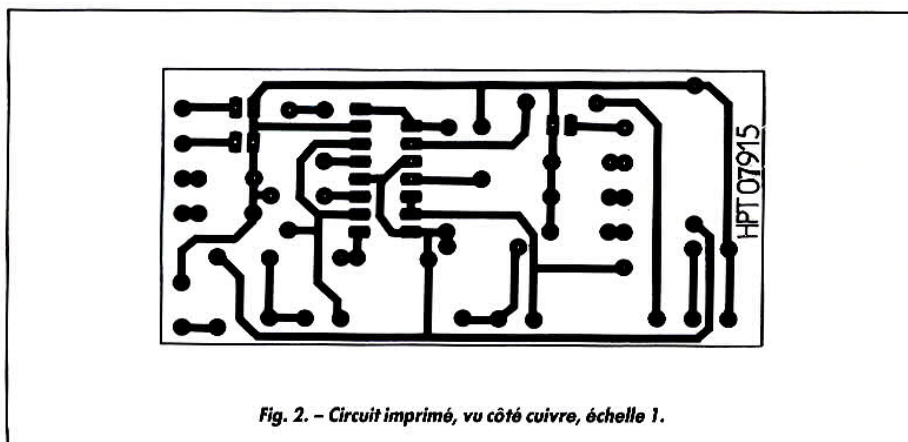 HPT 07915
Fig. 2. – Circuit imprimé, vu côté cuivre, échelle 1.